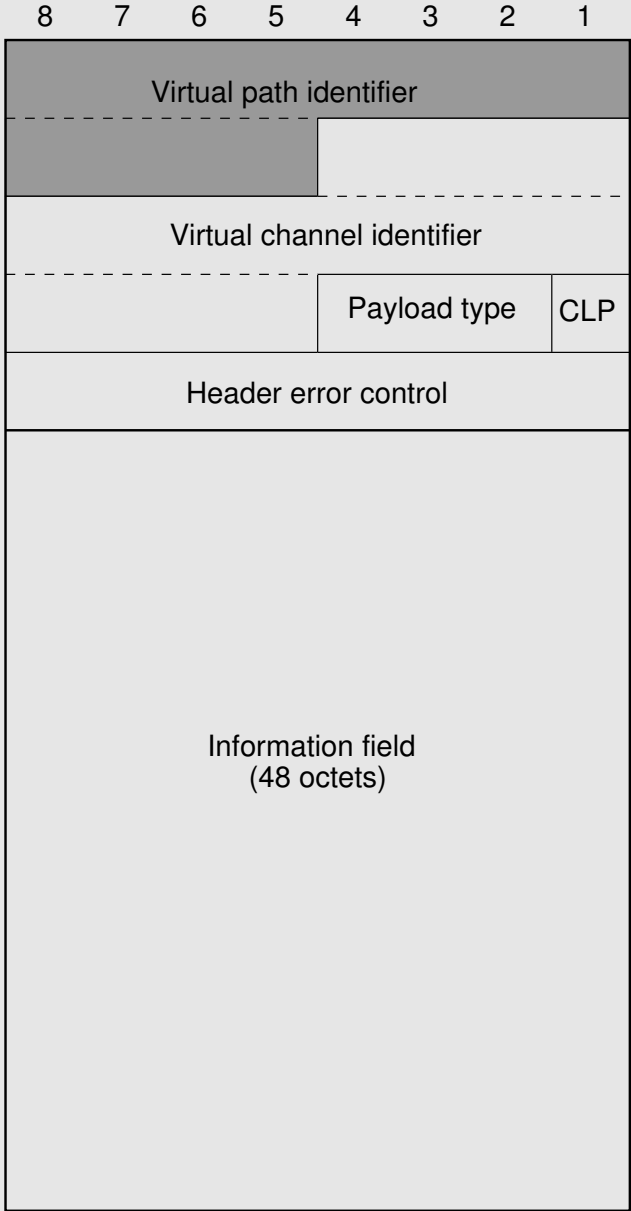 8 7 6 5 4 3 2 1
Virtual path identifier
Virtual channel identifier
Payload type CLP
Header error control
Information field
(48 octets)